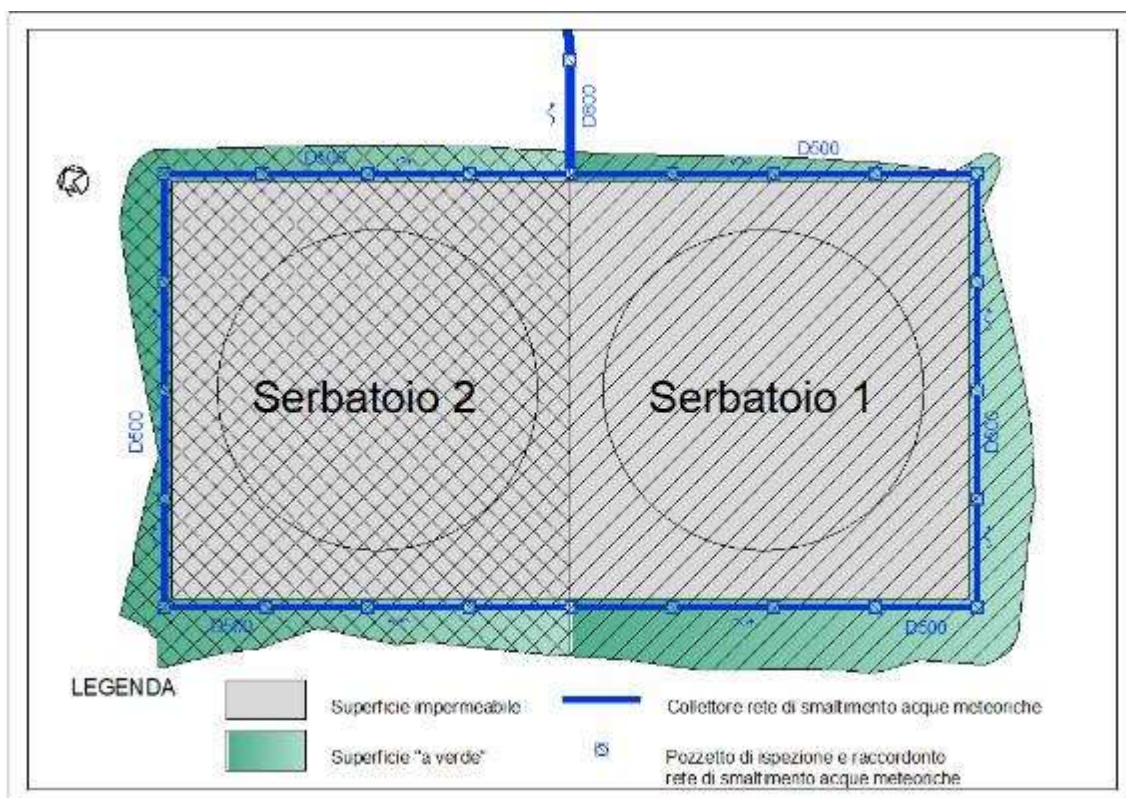 D800
D500
D500
Serbatoio 2
Serbatoio 1
D500
D500
D500
D500
LEGENDA
Superficie impermeabile
Collettore rete di smaltimento acque meteoriche
Superficie "a verde"
Pozzetto di ispezione e raccordonto
rete di smaltimento acque meteoriche